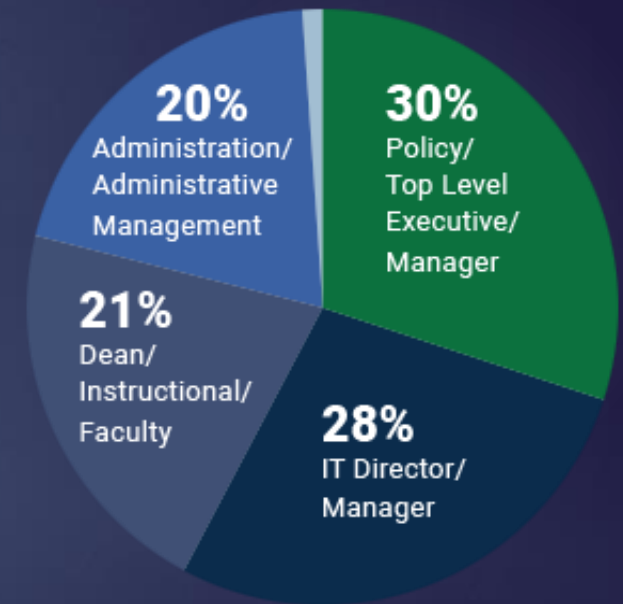 30%
Policy/
Top Level
Executive/
Manager
28%
IT Director/
Manager
21%
Dean/
Instructional/
Faculty
20%
Administration/
Administrative
Management